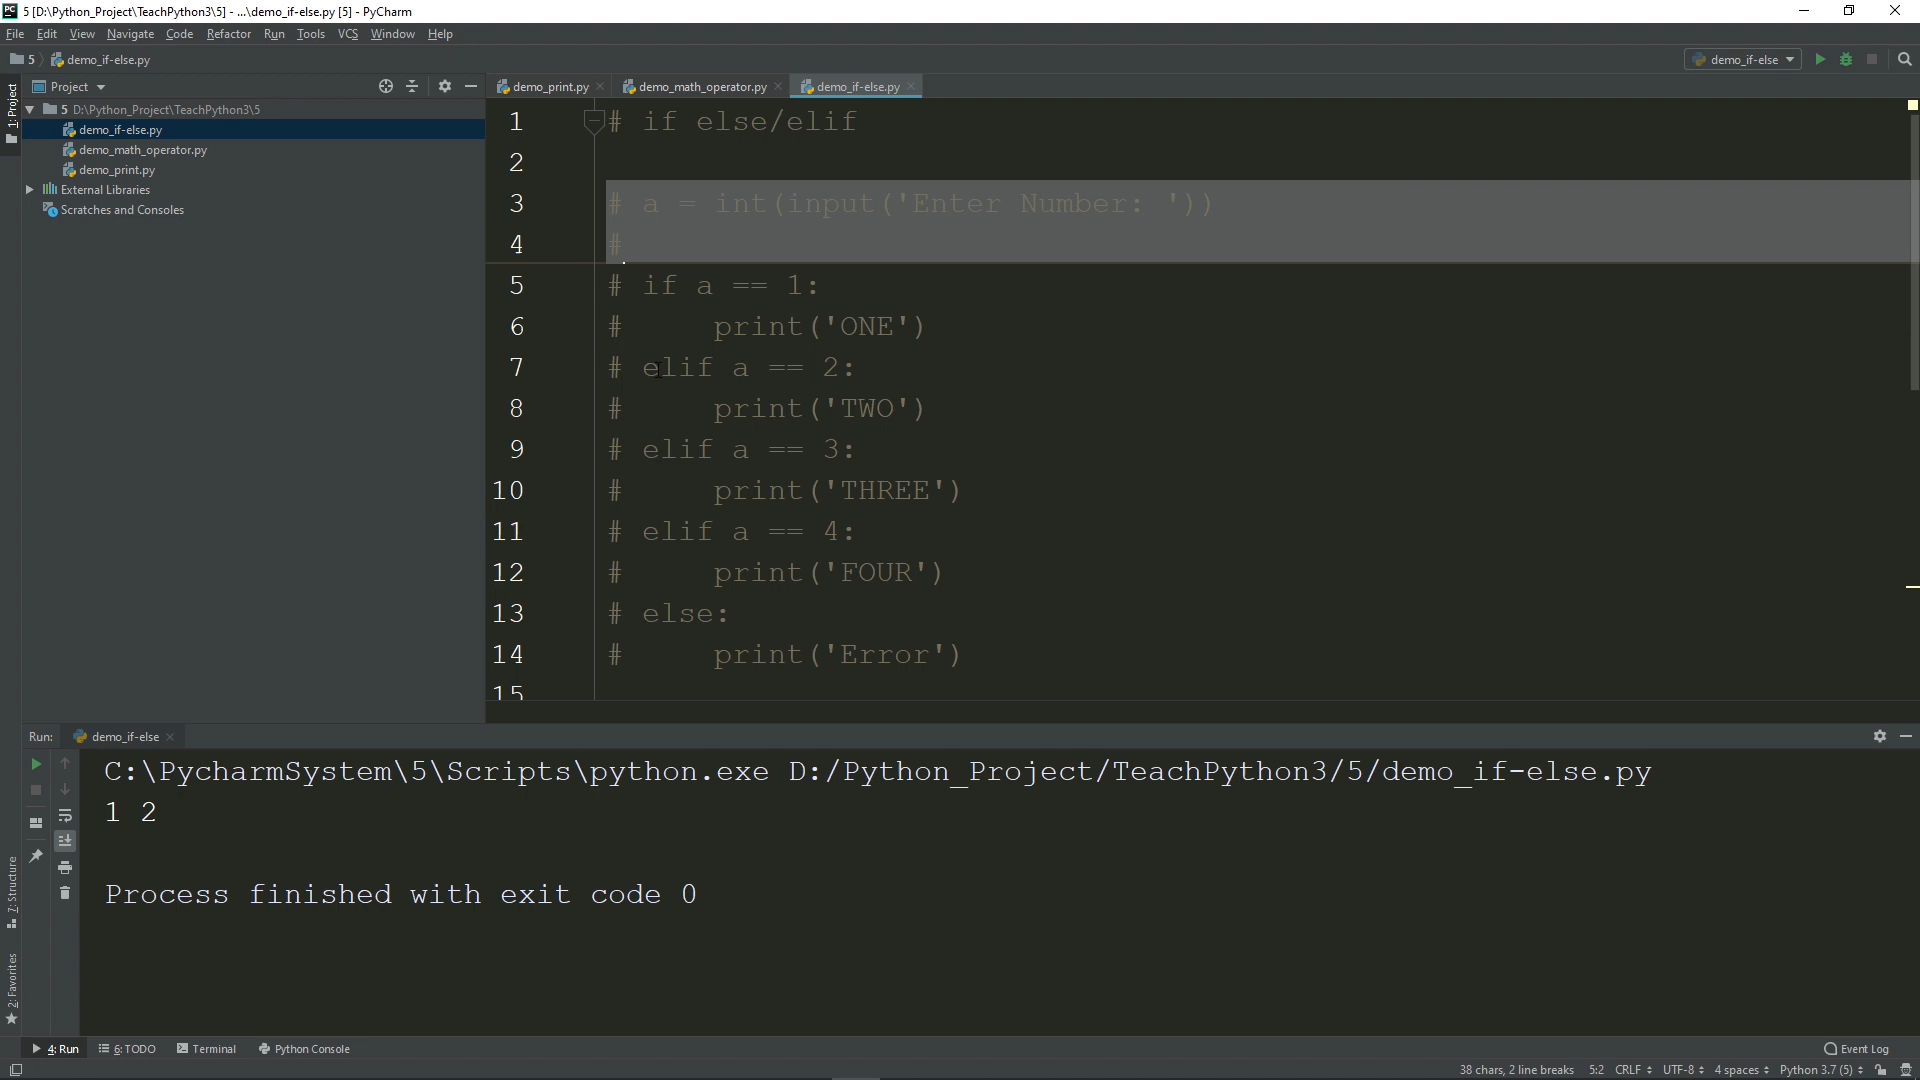 5 [D:\Python_Project\TeachPython3\5] - ...\demo_if-else.py [5] - PyCharm
File Edit View Navigate Code Refactor Run Tools VCS Window Help
5 demo_if-else.py
demo_if-else
1: Project
Project
demo_print.py
demo_math_operator.py
demo_if-else.py
5 D:\Python_Project\TeachPython3\5
demo_if-else.py
demo_math_operator.py
demo_print.py
External Libraries
Scratches and Consoles
1 # if else/elif
2
3 # a = int(input('Enter Number: '))
4 #
5 # if a == 1:
6 #     print('ONE')
7 # elif a == 2:
8 #     print('TWO')
9 # elif a == 3:
10 #     print('THREE')
11 # elif a == 4:
12 #     print('FOUR')
13 # else:
14 #     print('Error')
15
Run: demo_if-else
C:\PycharmSystem\5\Scripts\python.exe D:/Python_Project/TeachPython3/5/demo_if-else.py
1 2
Process finished with exit code 0
7: Structure
2: Favorites
4: Run 6: TODO Terminal Python Console Event Log
38 chars, 2 line breaks 5:2 CRLF UTF-8 4 spaces Python 3.7 (5)